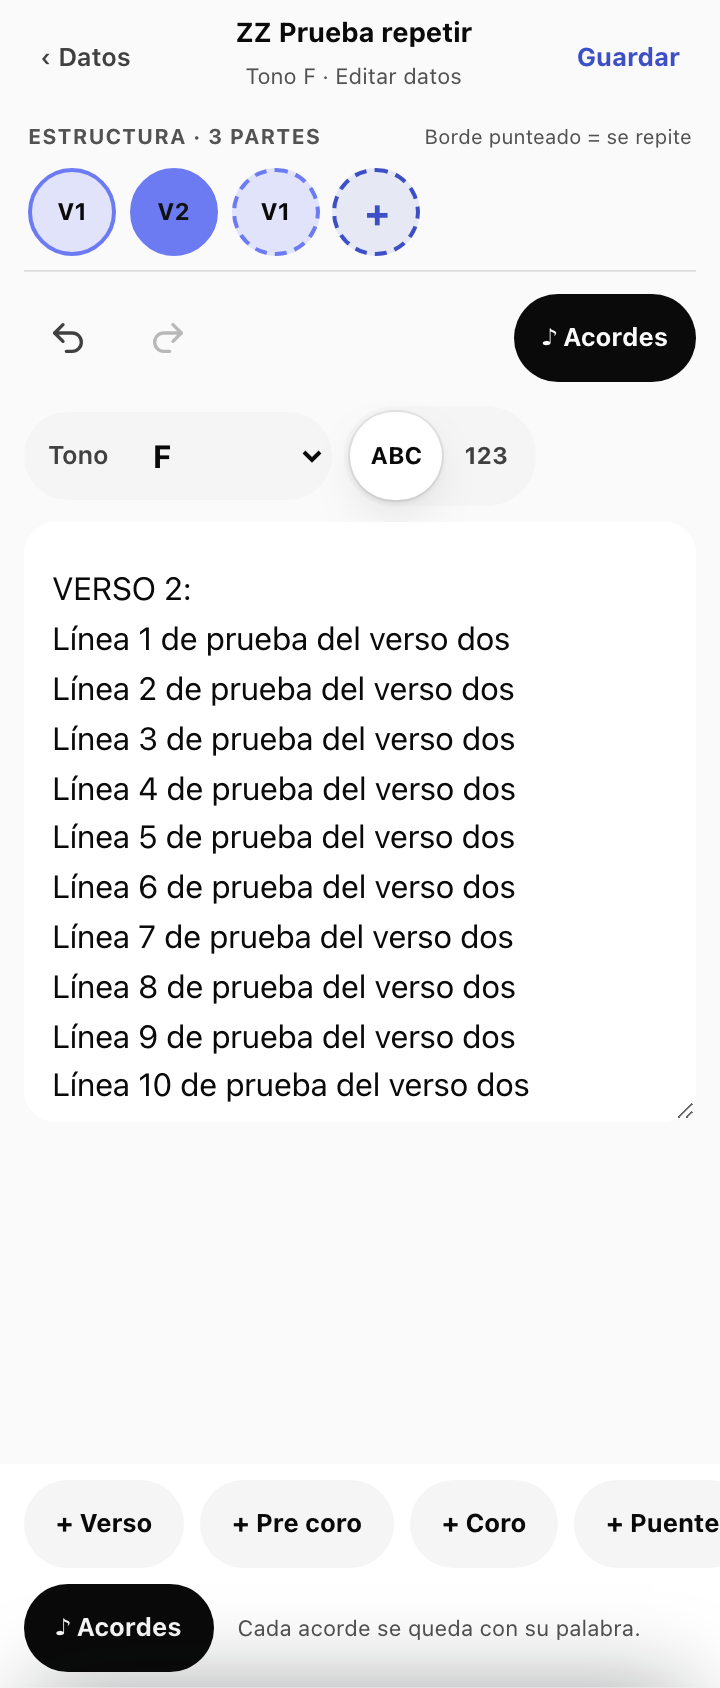 ZZ Prueba repetir
‹ Datos
Tono F · Editar datos
Guardar
ESTRUCTURA · 3 PARTES
Borde punteado = se repite
V1 V2 V1 +
♪ Acordes
Tono F ABC 123
VERSO 2:
Línea 1 de prueba del verso dos
Línea 2 de prueba del verso dos
Línea 3 de prueba del verso dos
Línea 4 de prueba del verso dos
Línea 5 de prueba del verso dos
Línea 6 de prueba del verso dos
Línea 7 de prueba del verso dos
Línea 8 de prueba del verso dos
Línea 9 de prueba del verso dos
Línea 10 de prueba del verso dos
+ Verso + Pre coro + Coro + Puente
♪ Acordes Cada acorde se queda con su palabra.